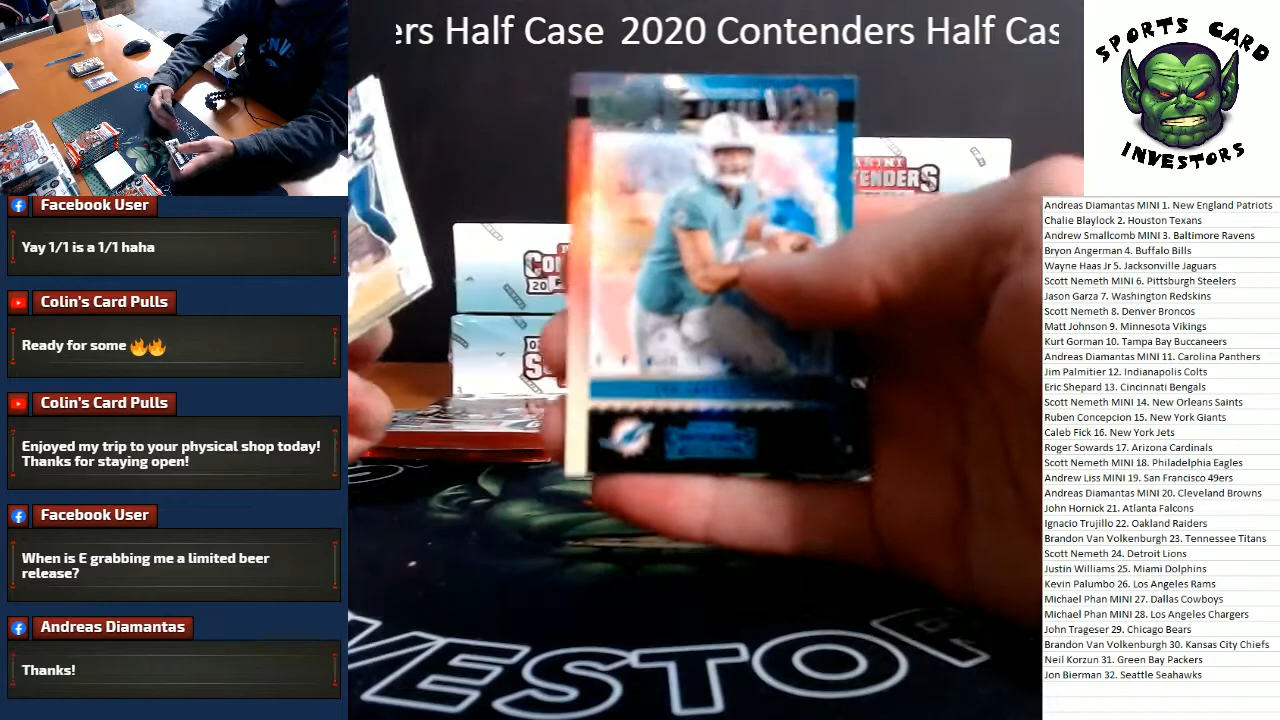 ers Half Case 2020 Contenders Half Cas
SPORTS CARD
INVESTORS
Facebook User
Yay 1/1 is a 1/1 haha
Colin's Card Pulls
Ready for some 🔥🔥
Colin's Card Pulls
Enjoyed my trip to your physical shop today!
Thanks for staying open!
Facebook User
When is E grabbing me a limited beer
release?
Andreas Diamantas
Thanks!
VESTOR
Andreas Diamantas MINI 1. New England Patriots
Chalie Blaylock 2. Houston Texans
Andrew Smallcomb MINI 3. Baltimore Ravens
Bryon Angerman 4. Buffalo Bills
Wayne Haas Jr 5. Jacksonville Jaguars
Scott Nemeth MINI 6. Pittsburgh Steelers
Jason Garza 7. Washington Redskins
Scott Nemeth 8. Denver Broncos
Matt Johnson 9. Minnesota Vikings
Kurt Gorman 10. Tampa Bay Buccaneers
Andreas Diamantas MINI 11. Carolina Panthers
Jim Palmitier 12. Indianapolis Colts
Eric Shepard 13. Cincinnati Bengals
Scott Nemeth MINI 14. New Orleans Saints
Ruben Concepcion 15. New York Giants
Caleb Fick 16. New York Jets
Roger Sowards 17. Arizona Cardinals
Scott Nemeth MINI 18. Philadelphia Eagles
Andrew Liss MINI 19. San Francisco 49ers
Andreas Diamantas MINI 20. Cleveland Browns
John Hornick 21. Atlanta Falcons
Ignacio Trujillo 22. Oakland Raiders
Brandon Van Volkenburgh 23. Tennessee Titans
Scott Nemeth 24. Detroit Lions
Justin Williams 25. Miami Dolphins
Kevin Palumbo 26. Los Angeles Rams
Michael Phan MINI 27. Dallas Cowboys
Michael Phan MINI 28. Los Angeles Chargers
John Trageser 29. Chicago Bears
Brandon Van Volkenburgh 30. Kansas City Chiefs
Neil Korzun 31. Green Bay Packers
Jon Bierman 32. Seattle Seahawks